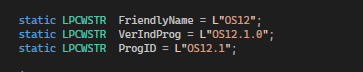 static LPCWSTR FriendlyName = L"OS12";
static LPCWSTR VerIndProg = L"OS12.1.0";
static LPCWSTR ProgID = L"OS12.1";